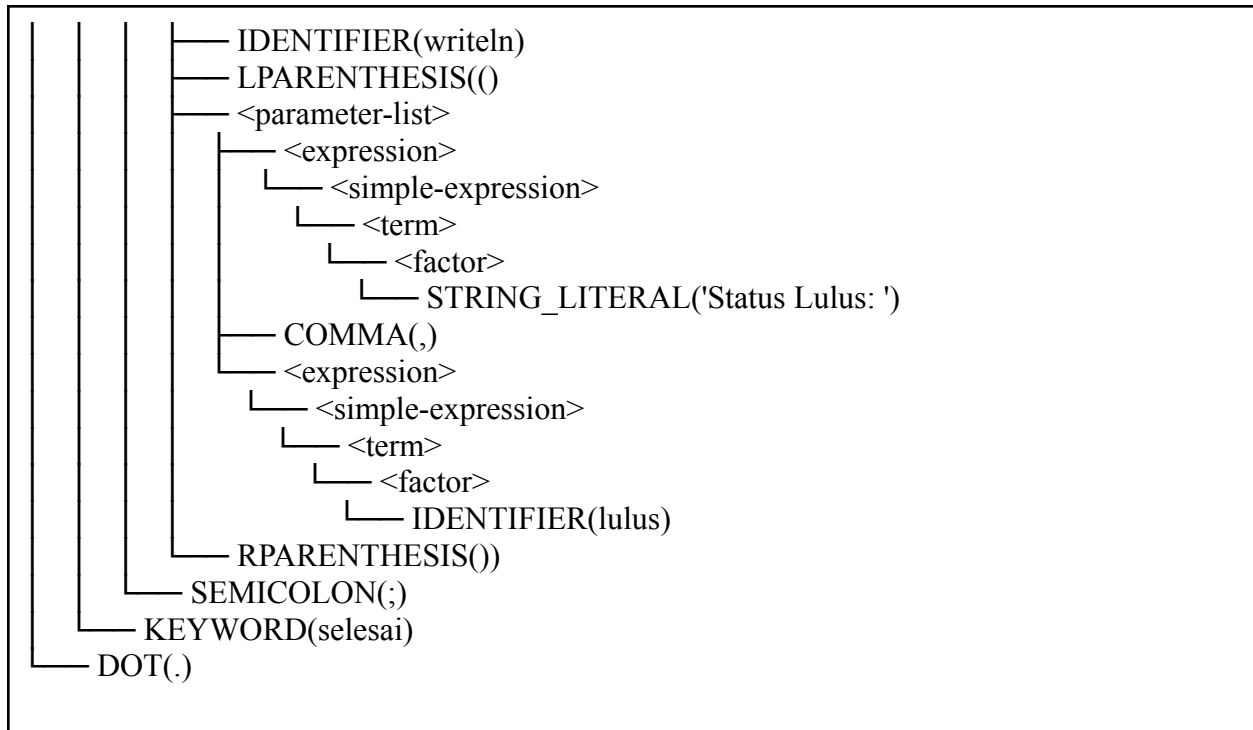 IDENTIFIER(writeln)
LPARENTHESIS(()
<parameter-list>
<expression>
<simple-expression>
<term>
<factor>
STRING_LITERAL('Status Lulus: ')
COMMA(,)
<expression>
<simple-expression>
<term>
<factor>
IDENTIFIER(lulus)
RPARENTHESIS())
SEMICOLON(;)
KEYWORD(selesai)
DOT(.)